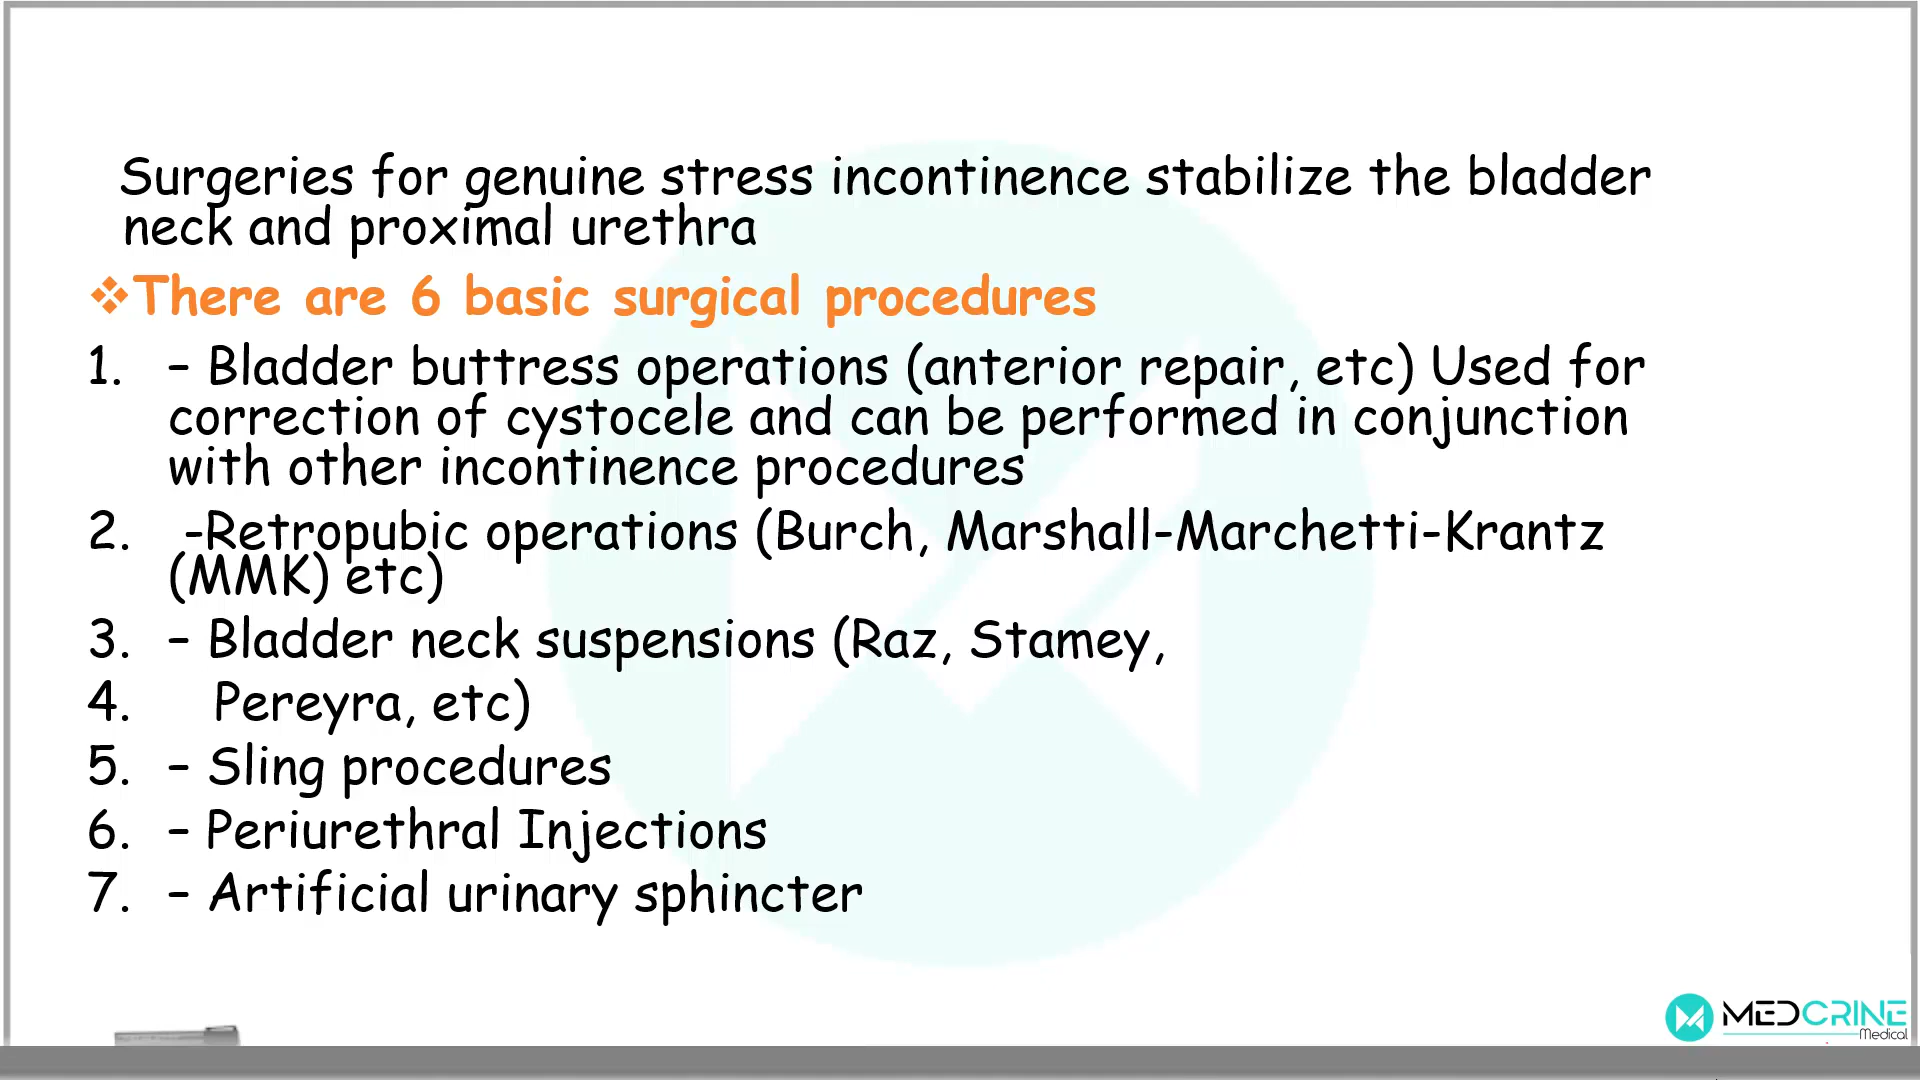 Surgeries for genuine stress incontinence stabilize the bladder
neck and proximal urethra
❖There are 6 basic surgical procedures
1. – Bladder buttress operations (anterior repair, etc) Used for
correction of cystocele and can be performed in conjunction
with other incontinence procedures
2. -Retropubic operations (Burch, Marshall-Marchetti-Krantz
(MMK) etc)
3. – Bladder neck suspensions (Raz, Stamey,
4. Pereyra, etc)
5. – Sling procedures
6. – Periurethral Injections
7. – Artificial urinary sphincter
MEDCRINE
Medical